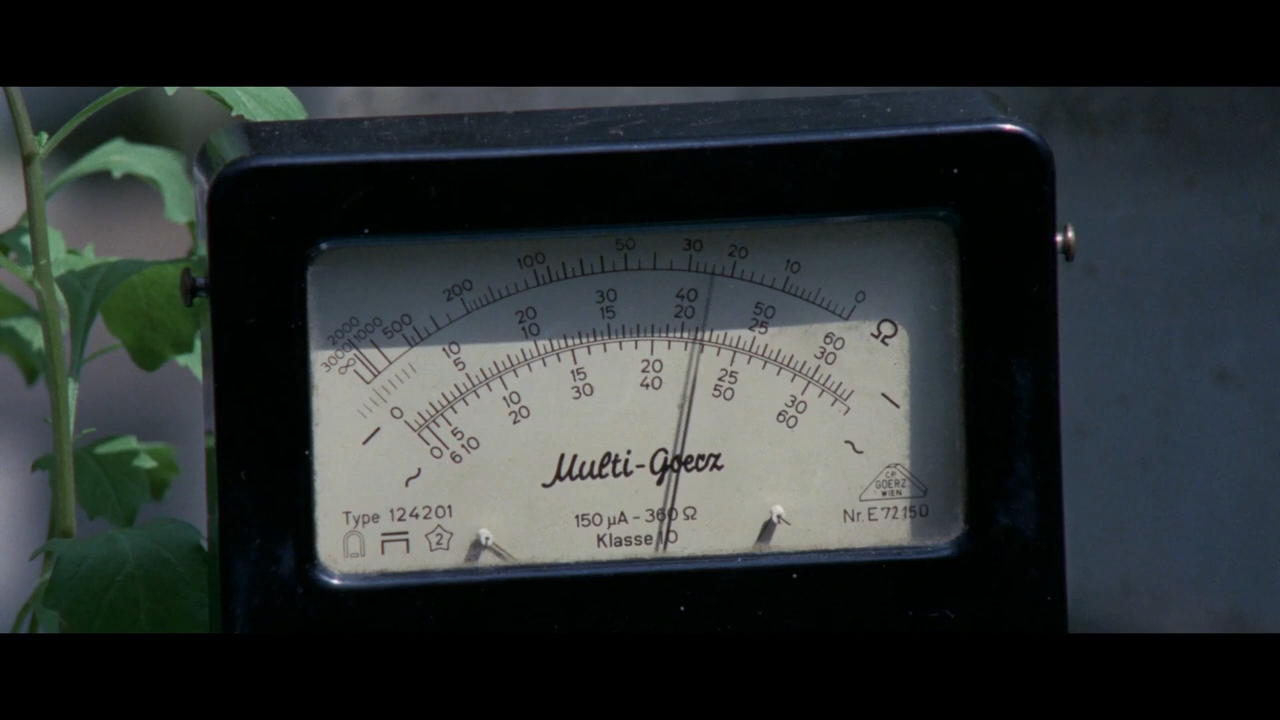 100 50 30 20 10 0
3000 2000 1000 500 200
∞
Ω
20 30 40 50 60
0 5 10 15 20 25 30
10
0 5 10 15 20 25 30
6 10 20 30 40 50 60
Multi-Goerz
C.P.
GOERZ
WIEN
Type 124201
150 µA - 360 Ω
Nr. E 72150
2
Klasse 1,0